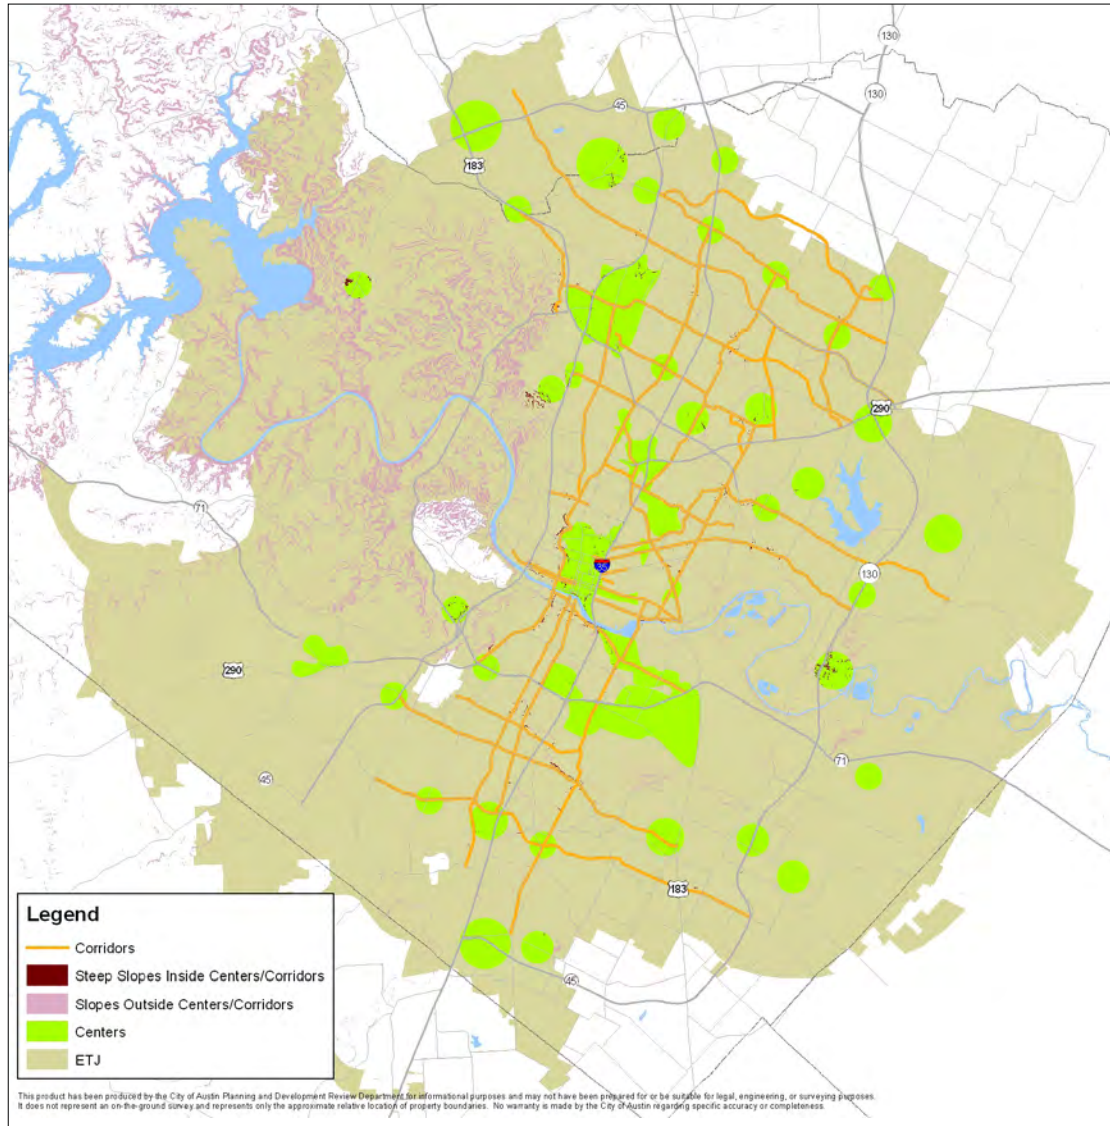 130
130
45
183
290
71
35
130
290
71
45
183
45
Legend
Corridors
Steep Slopes Inside Centers/Corridors
Slopes Outside Centers/Corridors
Centers
ETJ
This product has been produced by the City of Austin Planning and Development Review Department for informational purposes and may not have been prepared for or be suitable for legal, engineering, or surveying purposes.
It does not represent an on-the-ground survey and represents only the approximate relative location of property boundaries. No warranty is made by the City of Austin regarding specific accuracy or completeness.